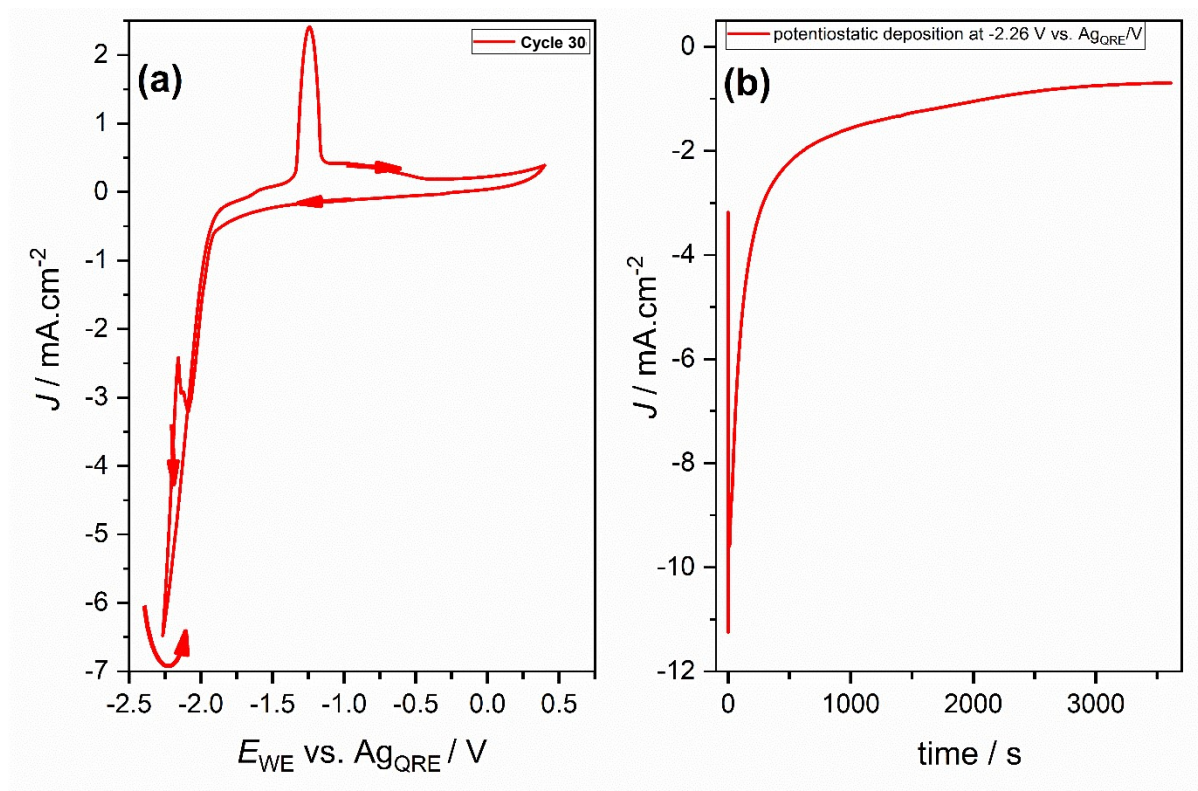 (a)
Cycle 30
2
1
0
-1
-2
-3
-4
-5
-6
-7
J / mA.cm-2
-2.5 -2.0 -1.5 -1.0 -0.5 0.0 0.5
EWE vs. AgQRE / V
(b)
potentiostatic deposition at -2.26 V vs. AgQRE/V
0
-2
-4
-6
-8
-10
-12
J / mA.cm-2
0 1000 2000 3000
time / s